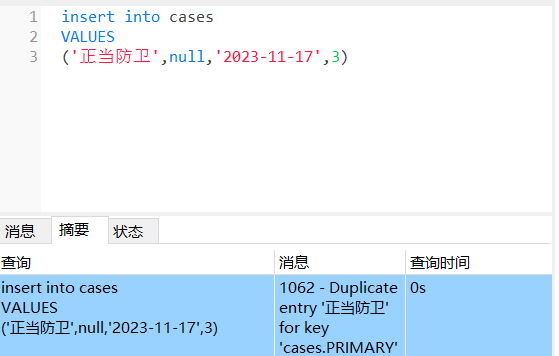 1 insert into cases
2 VALUES
3 ('正当防卫',null,'2023-11-17',3)
消息 摘要 状态
查询 消息 查询时间
insert into cases 1062 - Duplicate 0s
VALUES entry '正当防卫'
('正当防卫',null,'2023-11-17',3) for key
'cases.PRIMARY'